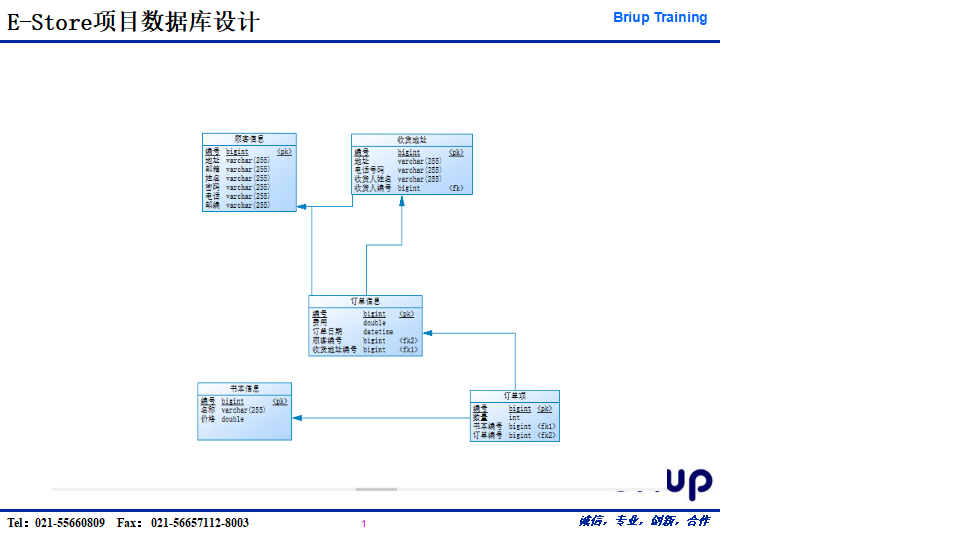 E-Store项目数据库设计
Briup Training
顾客信息
编号 bigint <pk>
地址 varchar(255)
邮箱 varchar(255)
姓名 varchar(255)
密码 varchar(255)
电话 varchar(255)
邮编 varchar(255)
收货地址
编号 bigint <pk>
地址 varchar(255)
电话号码 varchar(255)
收货人姓名 varchar(255)
收货人编号 bigint <fk>
订单信息
编号 bigint <pk>
费用 double
订单日期 datetime
顾客编号 bigint <fk2>
收货地址编号 bigint <fk1>
书本信息
编号 bigint <pk>
名称 varchar(255)
价格 double
订单项
编号 bigint <pk>
数量 int
书本编号 bigint <fk1>
订单编号 bigint <fk2>
up
Tel：021-55660809 Fax： 021-56657112-8003
1
诚信，专业，创新，合作